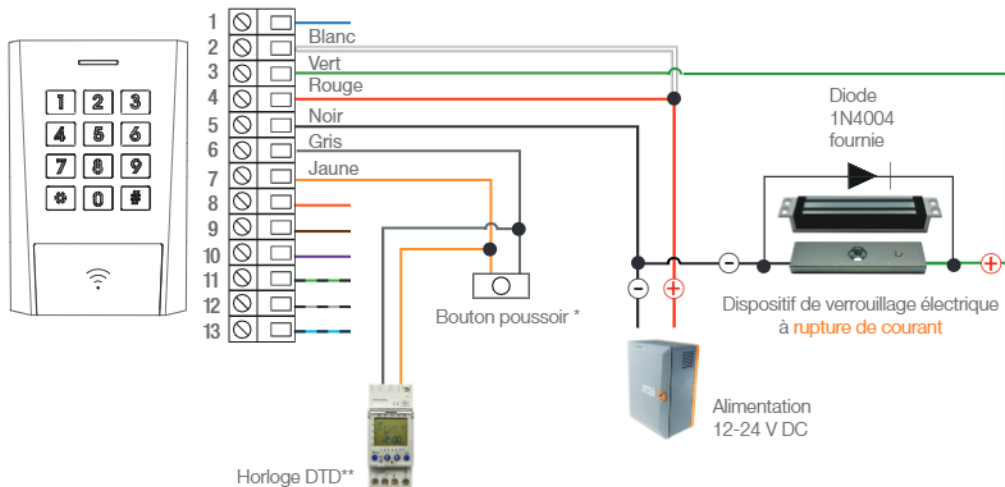 1
2
3
4
5
6
7
8
9
10
11
12
13
Blanc
Vert
Rouge
Noir
Gris
Jaune
1 2 3
4 5 6
7 8 9
* 0 #
Diode
1N4004
fournie
-
+
-
+
Dispositif de verrouillage électrique
à rupture de courant
Bouton poussoir *
Alimentation
12-24 V DC
Horloge DTD**
12:00